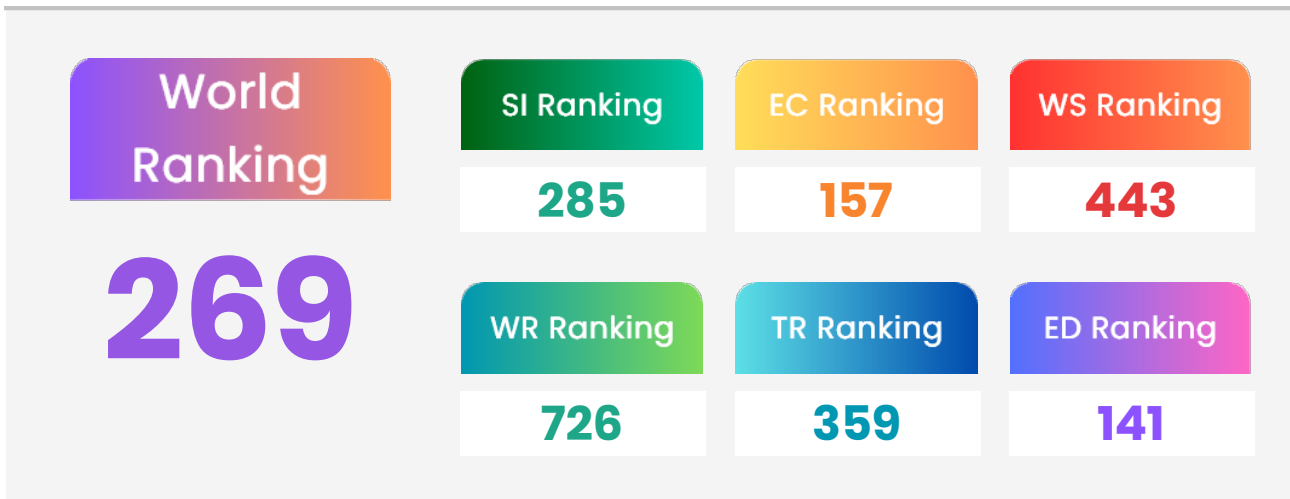 World
Ranking
269
SI Ranking
EC Ranking
WS Ranking
285
157
443
WR Ranking
TR Ranking
ED Ranking
726
359
141